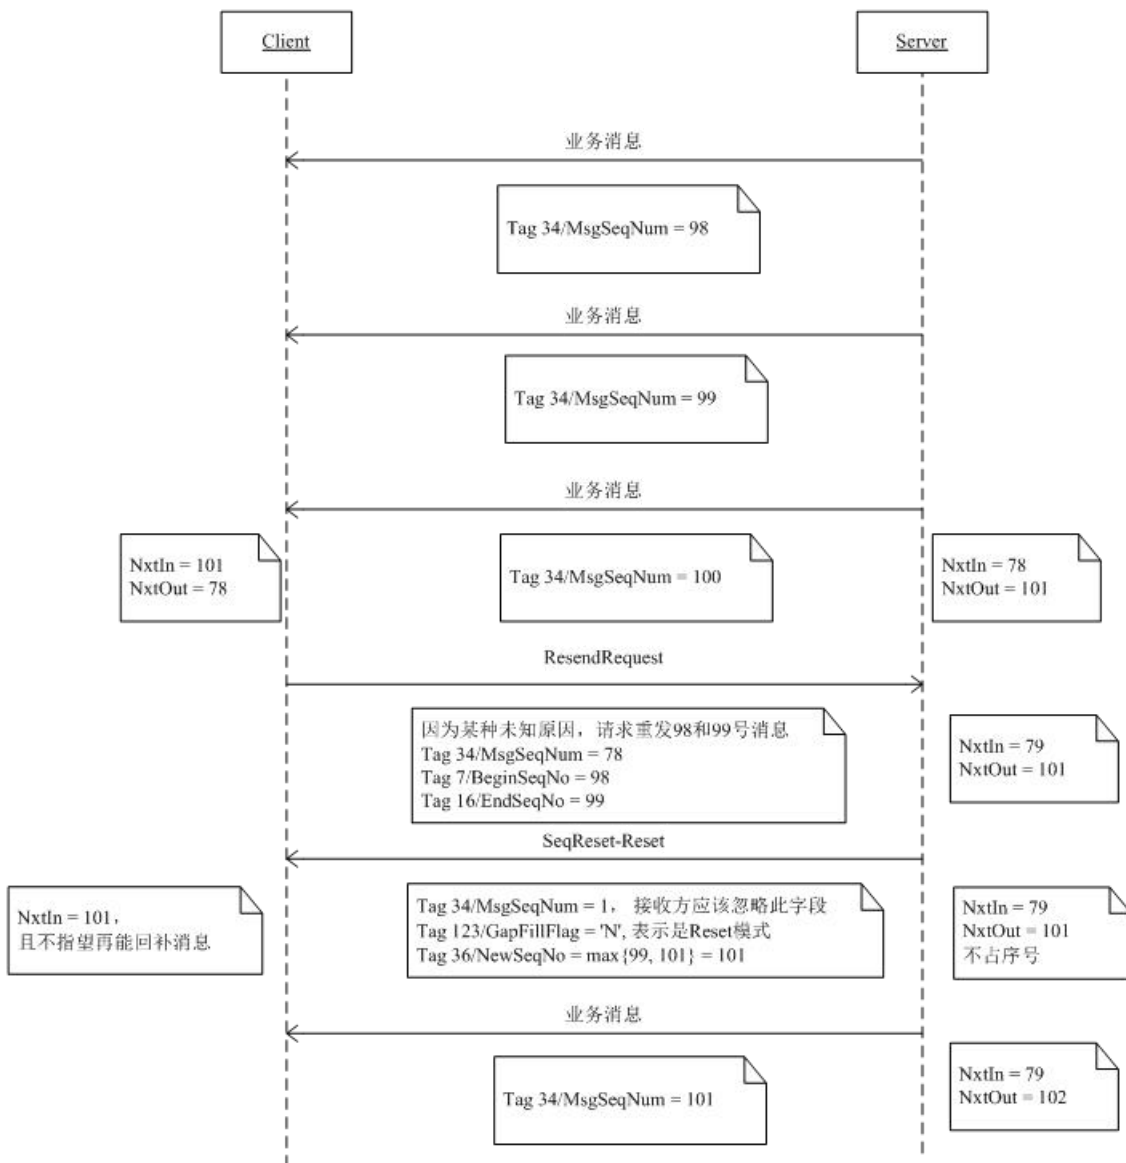 Client
Server
业务消息
Tag 34/MsgSeqNum = 98
业务消息
Tag 34/MsgSeqNum = 99
业务消息
NxtIn = 101
NxtOut = 78
Tag 34/MsgSeqNum = 100
NxtIn = 78
NxtOut = 101
ResendRequest
因为某种未知原因，请求重发98和99号消息
Tag 34/MsgSeqNum = 78
Tag 7/BeginSeqNo = 98
Tag 16/EndSeqNo = 99
NxtIn = 79
NxtOut = 101
SeqReset-Reset
NxtIn = 101，
且不指望再能回补消息
Tag 34/MsgSeqNum = 1， 接收方应该忽略此字段
Tag 123/GapFillFlag = 'N', 表示是Reset模式
Tag 36/NewSeqNo = max{99, 101} = 101
NxtIn = 79
NxtOut = 101
不占序号
业务消息
Tag 34/MsgSeqNum = 101
NxtIn = 79
NxtOut = 102